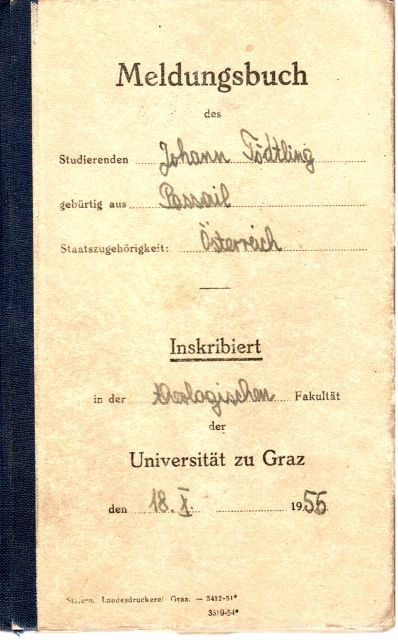 Meldungsbuch
des
Studierenden Johann Tödtling
gebürtig aus Passail
Staatszugehörigkeit: Österreich
Inskribiert
in der theologischen Fakultät
der
Universität zu Graz
den 18. X. 1955
Steierm. Landesdruckerei Graz. — 3412-51*
3519-54*